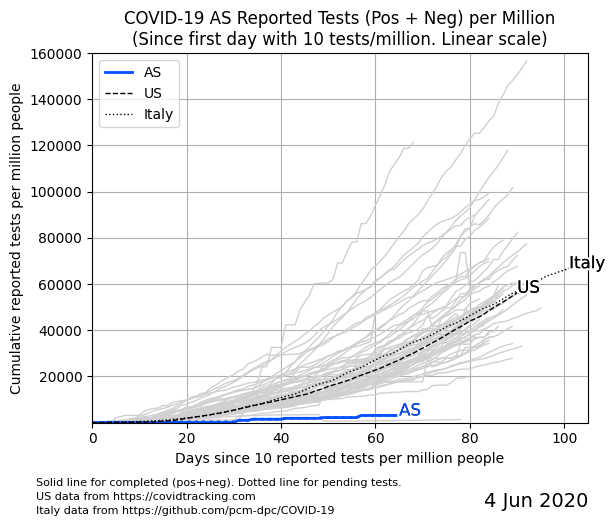 COVID-19 AS Reported Tests (Pos + Neg) per Million
(Since first day with 10 tests/million. Linear scale)
160000
140000
120000
100000
80000
60000
40000
20000
Cumulative reported tests per million people
AS
US
Italy
Italy
US
AS
0
20
40
60
80
100
Days since 10 reported tests per million people
Solid line for completed (pos+neg). Dotted line for pending tests.
US data from https://covidtracking.com
Italy data from https://github.com/pcm-dpc/COVID-19
4 Jun 2020